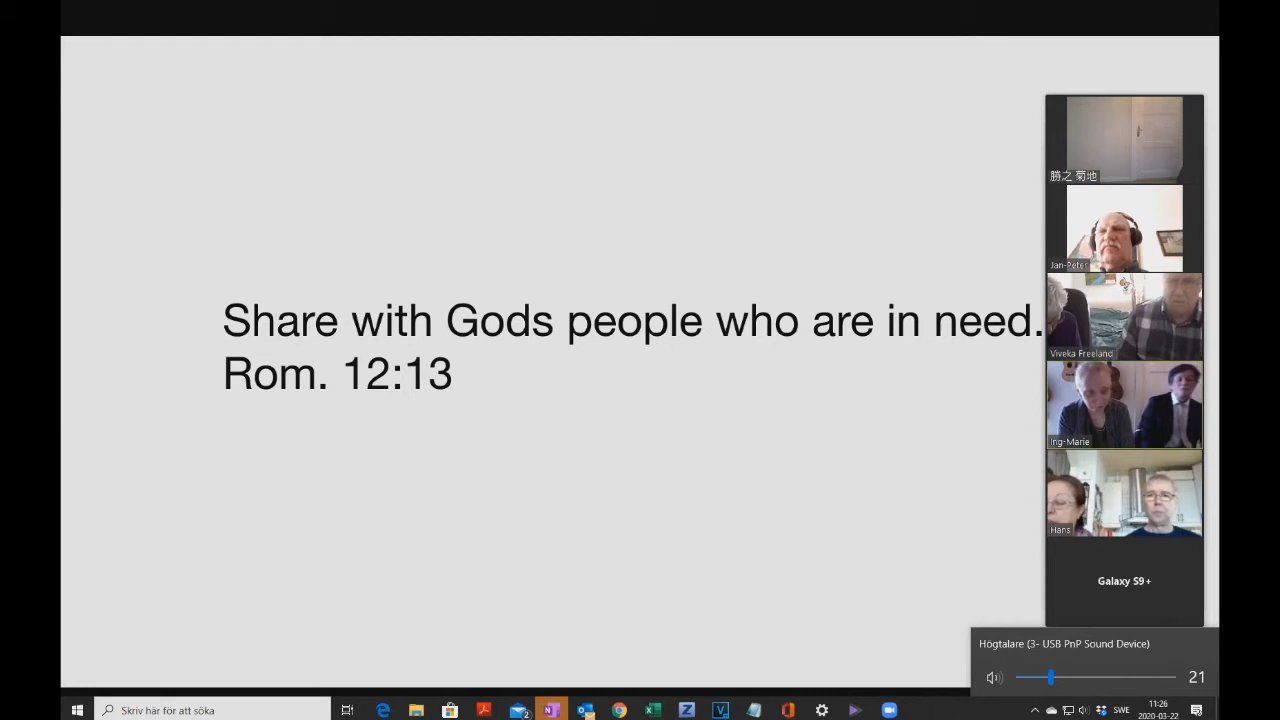 Share with Gods people who are in need.
Rom. 12:13
勝之 菊地
Jan-Peter
Viveka Freeland
Ing-Marie
Hans
Galaxy S9+
Högtalare (3- USB PnP Sound Device)
21
Skriv här för att söka
2
SWE
11:26
2020-03-22